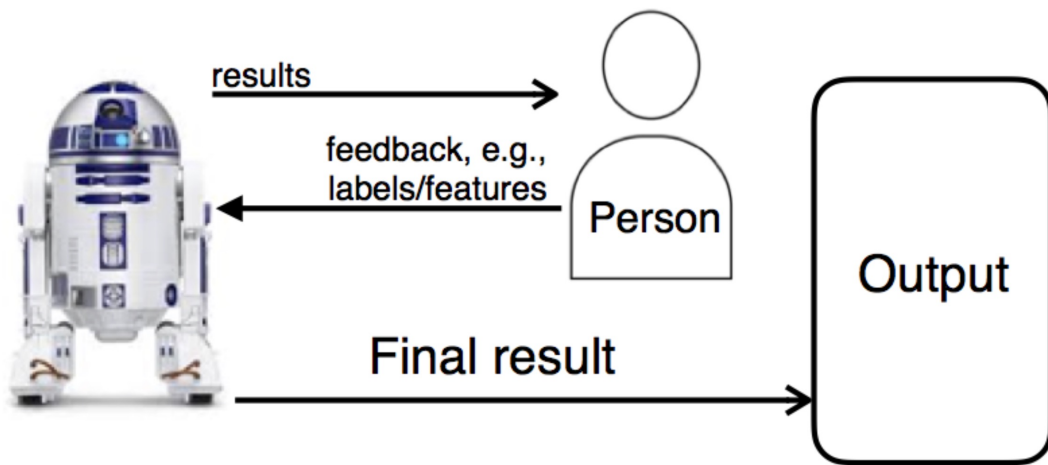 results
feedback, e.g.,
labels/features
Person
Output
Final result